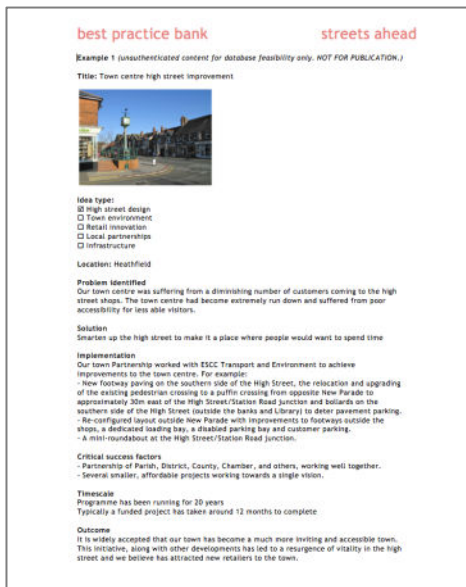 best practice bank streets ahead
Example 1 (unsuthenticated content for database feasibility only. NOT FOR PUBLICATION.)
Title: Town centre high street improvement
Idea type:
☑ High street design
☐ Town environment
☐ Retail innovation
☐ Local partnerships
☐ Infrastructure
Location: Heathfield
Problem identified
Our town centre was suffering from a diminishing number of customers coming to the high
street shops. The town centre had become extremely run down and suffered from poor
accessibility for less able visitors.
Solution
Smarten up the high street to make it a place where people would want to spend time
Implementation
Our town Partnership worked with ESCC Transport and Environment to achieve
improvements to the town centre. For example:
- New footway paving on the southern side of the High Street, the relocation and upgrading
of the existing pedestrian crossing to a puffin crossing from opposite New Parade to
approximately 30m east of the High Street/Station Road junction and bollards on the
southern side of the High Street (outside the banks and Library) to deter pavement parking.
- Re-configured layout outside New Parade with improvements to footways outside the
shops, a dedicated loading bay, a disabled parking bay and customer parking.
- A mini-roundabout at the High Street/Station Road junction.
Critical success factors
- Partnership of Parish, District, County, Chamber, and others, working well together.
- Several smaller, affordable projects working towards a single vision.
Timescale
Programme has been running for 20 years
Typically a funded project has taken around 12 months to complete
Outcome
It is widely accepted that our town has become a much more inviting and accessible town.
This initiative, along with other developments has led to a resurgence of vitality in the high
street and we believe has attracted new retailers to the town.